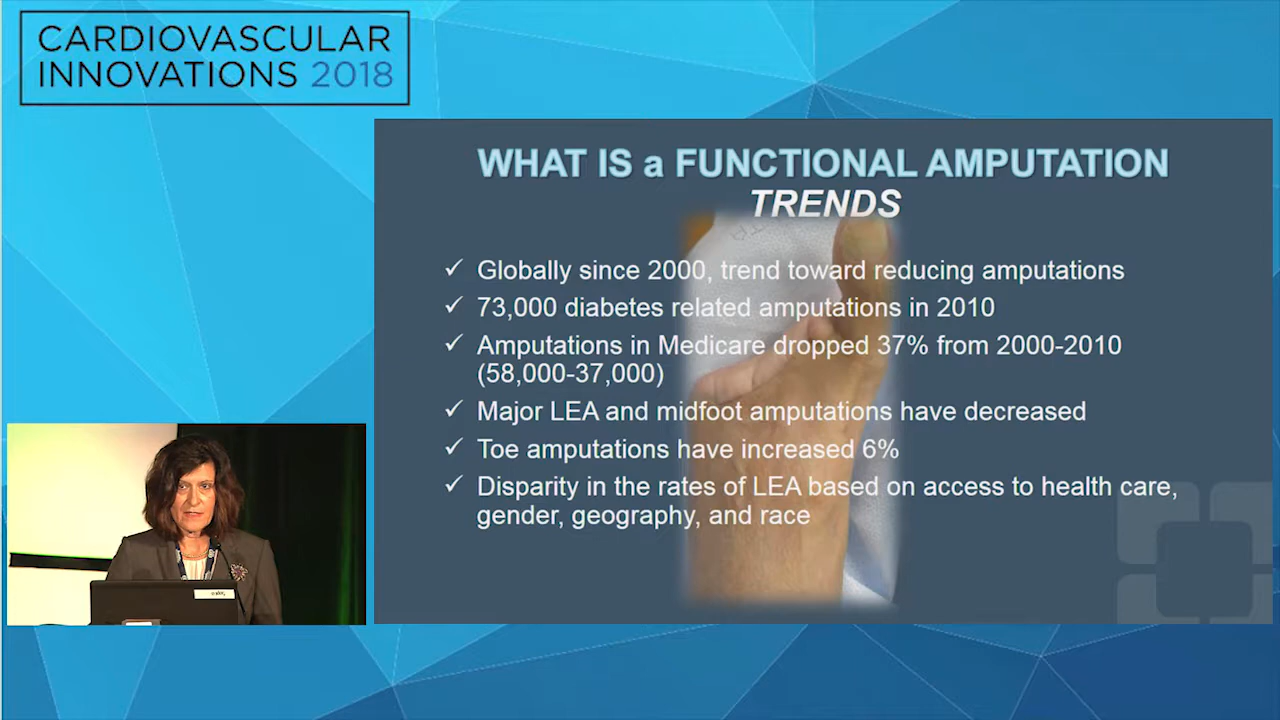 CARDIOVASCULAR
INNOVATIONS 2018
WHAT IS a FUNCTIONAL AMPUTATION
TRENDS
✓ Globally since 2000, trend toward reducing amputations
✓ 73,000 diabetes related amputations in 2010
✓ Amputations in Medicare dropped 37% from 2000-2010
(58,000-37,000)
✓ Major LEA and midfoot amputations have decreased
✓ Toe amputations have increased 6%
✓ Disparity in the rates of LEA based on access to health care,
gender, geography, and race